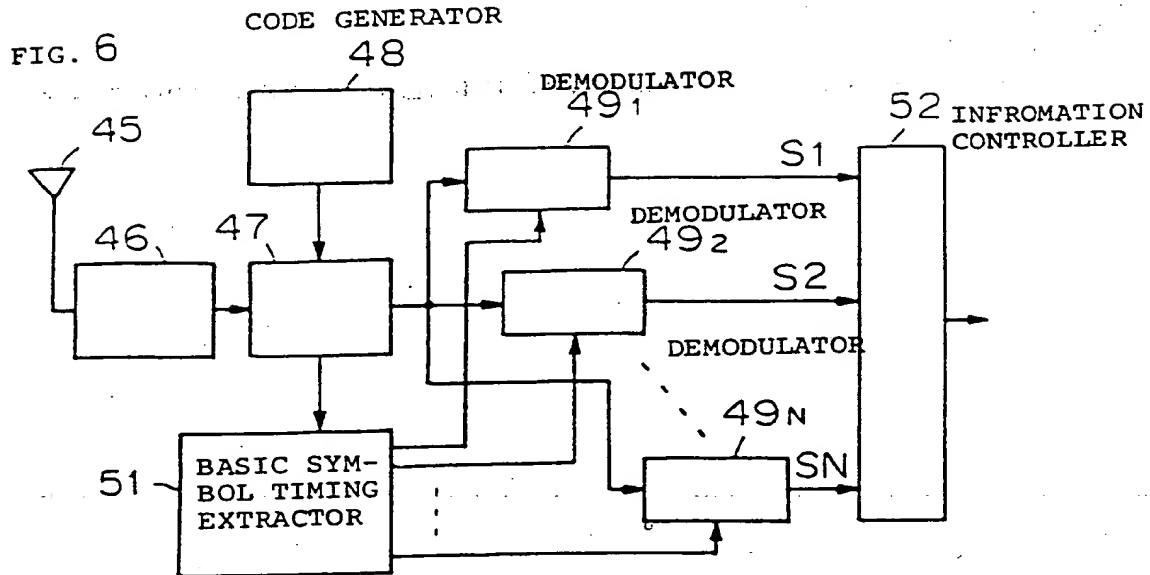 CODE GENERATOR
FIG. 6
48
DEMODULATOR
49₁
45
52
INFROMATION
CONTROLLER
S1
46
47
DEMODULATOR
49₂
S2
DEMODULATOR
49N
SN
51
BASIC SYM-
BOL TIMING
EXTRACTOR